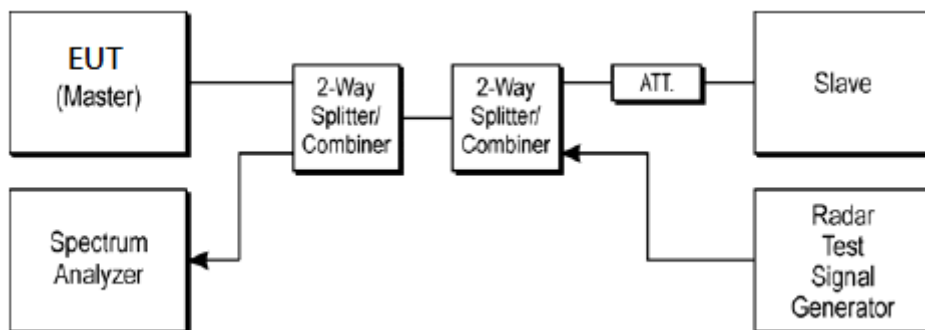 EUT
(Master)
2-Way
Splitter/
Combiner
2-Way
Splitter/
Combiner
ATT.
Slave
Spectrum
Analyzer
Radar
Test
Signal
Generator